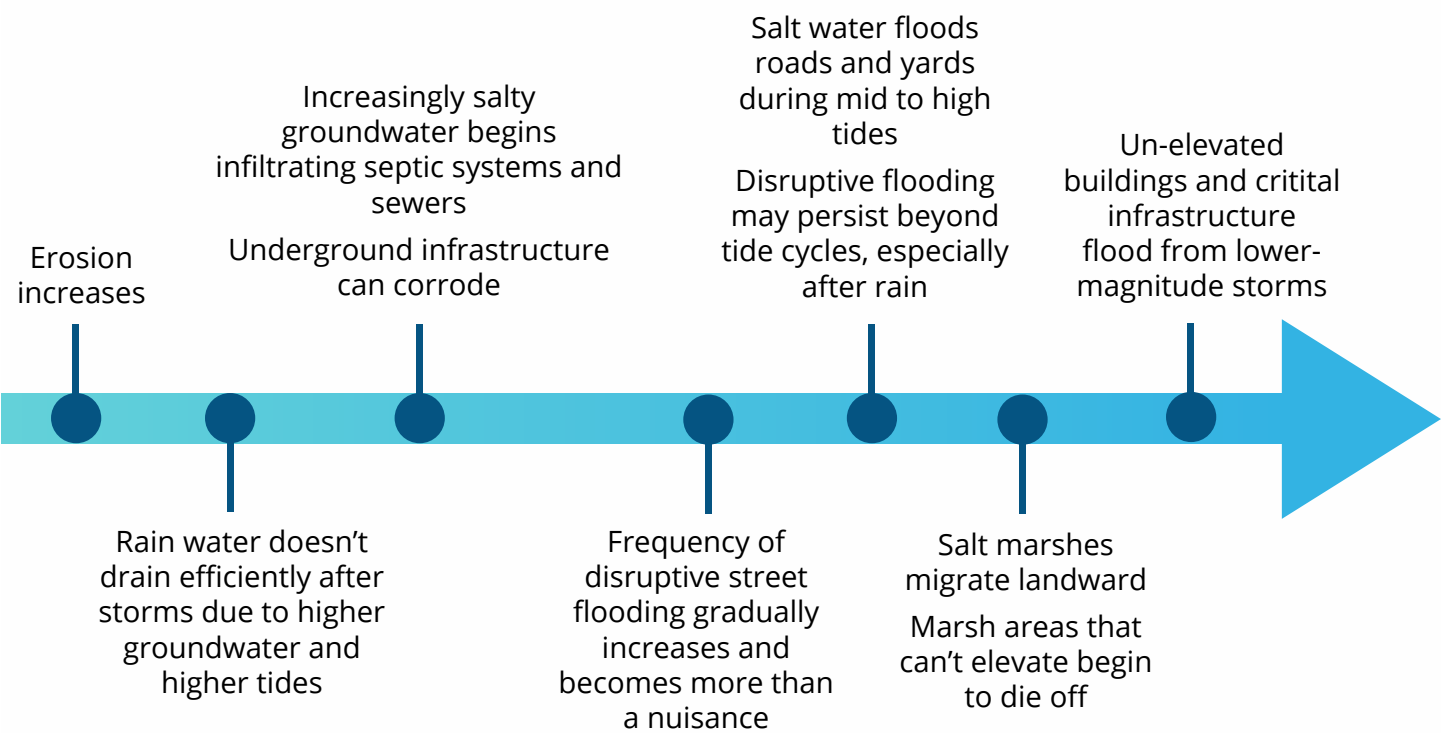 Erosion
increases
Rain water doesn’t
drain efficiently after
storms due to higher
groundwater and
higher tides
Increasingly salty
groundwater begins
infiltrating septic systems and
sewers
Underground infrastructure
can corrode
Frequency of
disruptive street
flooding gradually
increases and
becomes more than
a nuisance
Salt water floods
roads and yards
during mid to high
tides
Disruptive flooding
may persist beyond
tide cycles, especially
after rain
Salt marshes
migrate landward
Marsh areas that
can’t elevate begin
to die off
Un-elevated
buildings and critital
infrastructure
flood from lower-
magnitude storms